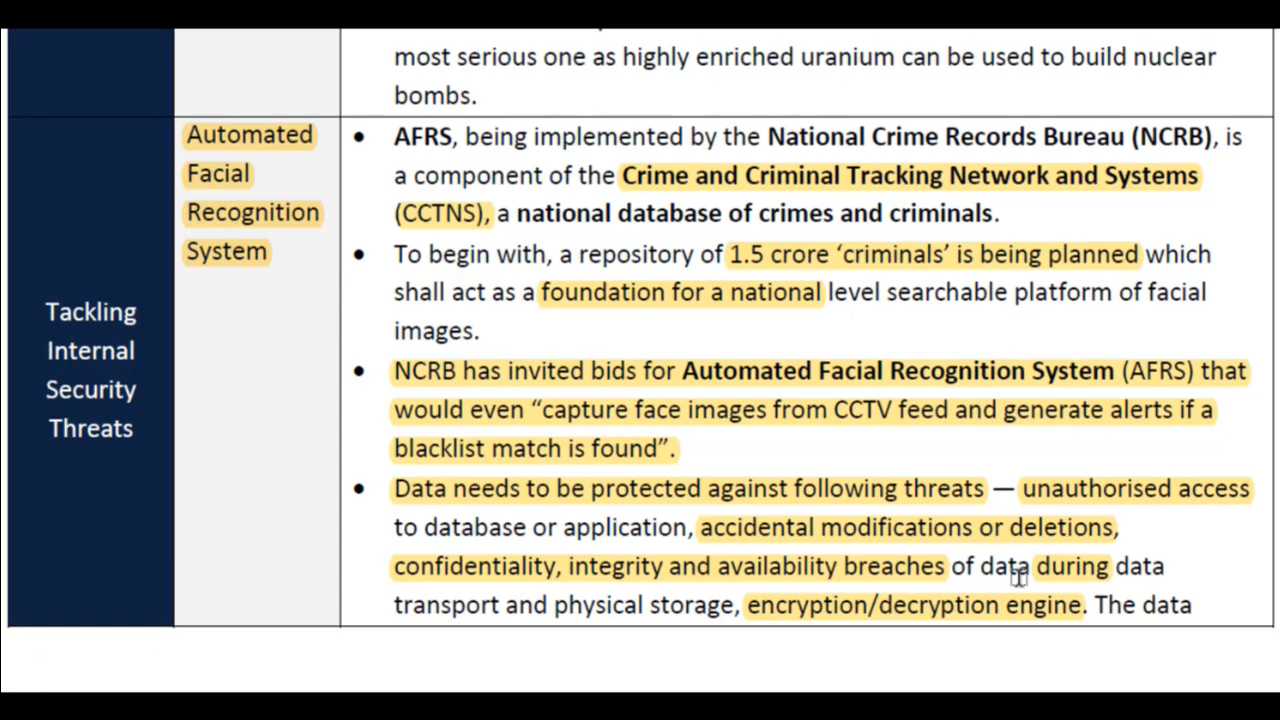 most serious one as highly enriched uranium can be used to build nuclear
bombs.
Tackling
Internal
Security
Threats
Automated
Facial
Recognition
System
• AFRS, being implemented by the National Crime Records Bureau (NCRB), is
a component of the Crime and Criminal Tracking Network and Systems
(CCTNS), a national database of crimes and criminals.
• To begin with, a repository of 1.5 crore ‘criminals’ is being planned which
shall act as a foundation for a national level searchable platform of facial
images.
• NCRB has invited bids for Automated Facial Recognition System (AFRS) that
would even “capture face images from CCTV feed and generate alerts if a
blacklist match is found”.
• Data needs to be protected against following threats — unauthorised access
to database or application, accidental modifications or deletions,
confidentiality, integrity and availability breaches of data during data
transport and physical storage, encryption/decryption engine. The data